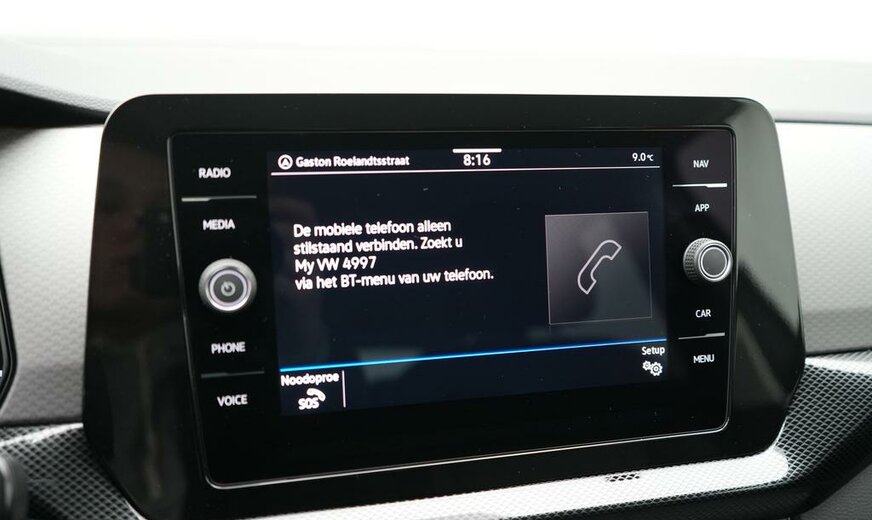 Gaston Roelandtsstraat
8:16
9.0 °C
RADIO
MEDIA
PHONE
VOICE
De mobiele telefoon alleen
stilstaand verbinden. Zoekt u
My VW 4997
via het BT-menu van uw telefoon.
Noodoproe
SOS
Setup
NAV
APP
CAR
MENU